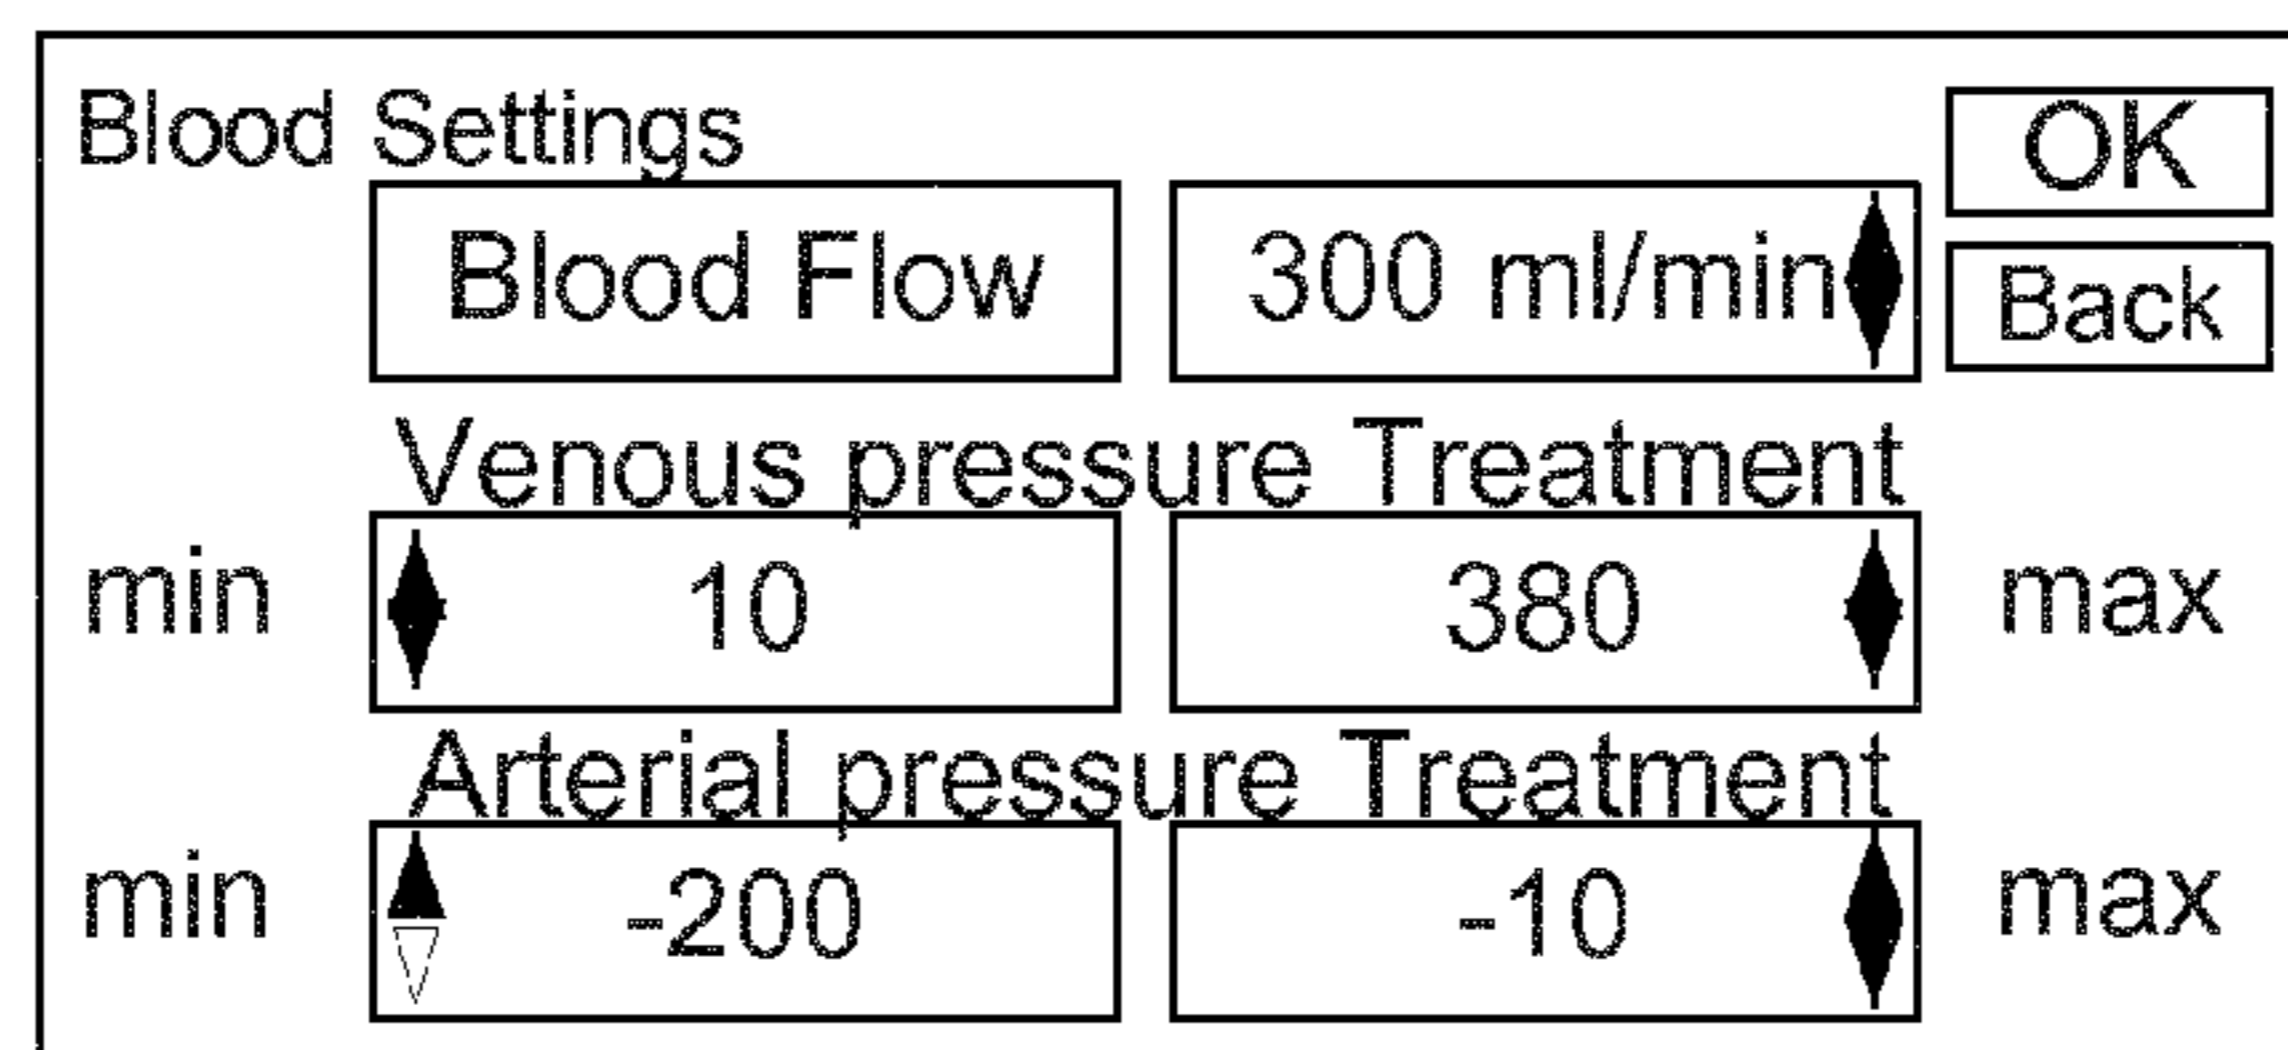 Blood Settings
OK
Blood Flow 300 ml/min
Back
Venous pressure Treatment
min 10 380 max
Arterial pressure Treatment
min -200 -10 max